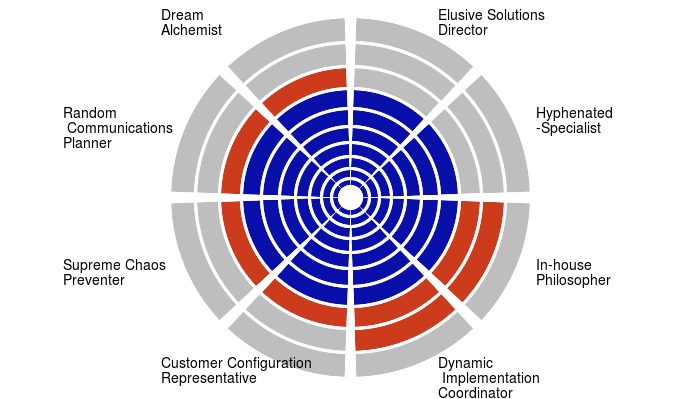 Dream
Alchemist
Elusive Solutions
Director
Random
Communications
Planner
Hyphenated
-Specialist
Supreme Chaos
Preventer
In-house
Philosopher
Customer Configuration
Representative
Dynamic
Implementation
Coordinator